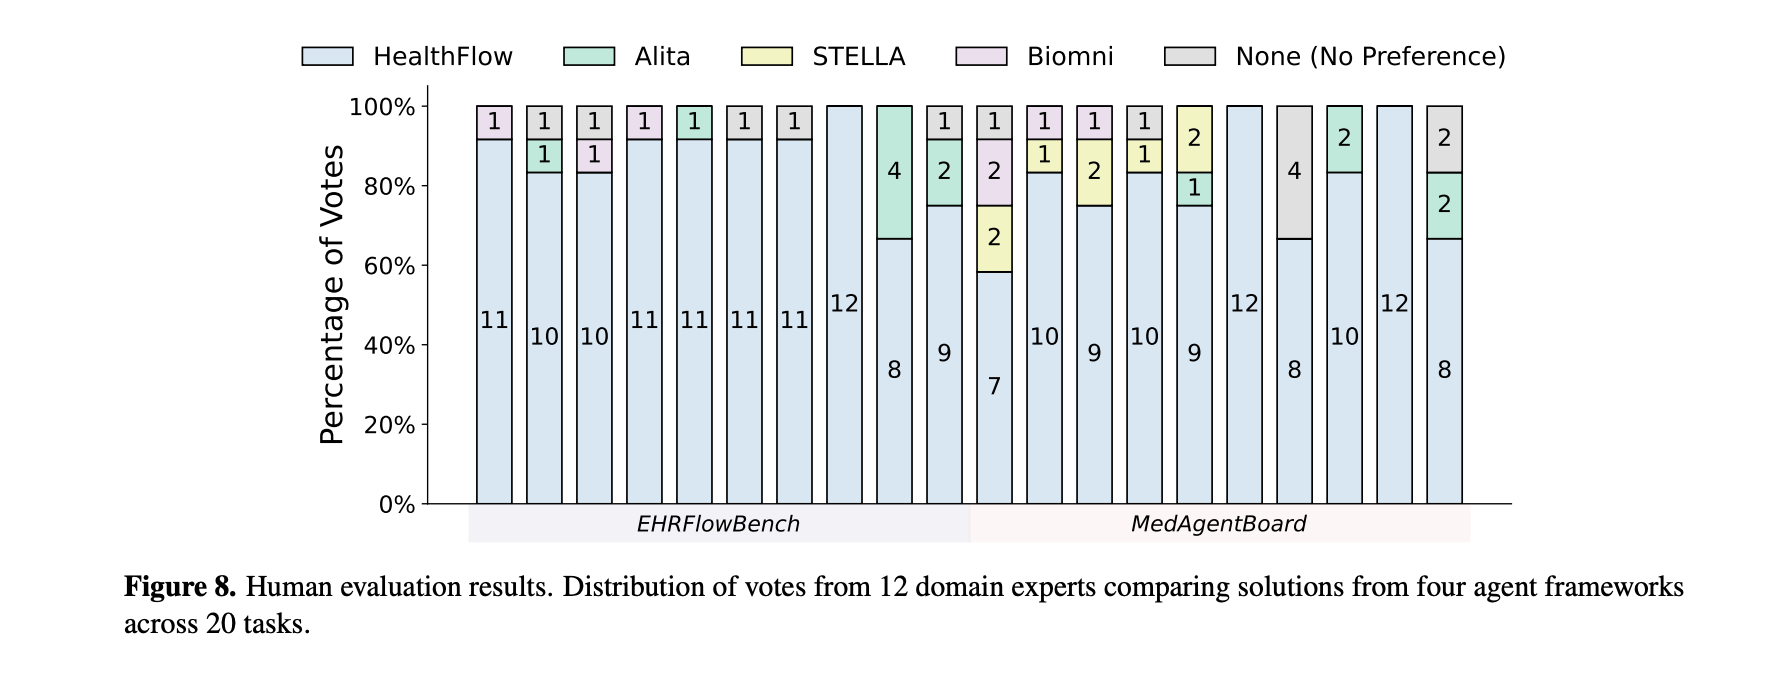 HealthFlow Alita STELLA Biomni None (No Preference)
Percentage of Votes
100%
80%
60%
40%
20%
0%
1 11
1 1 10
1 1 10
1 11
1 11
1 11
1 11
12
4 8
1 2 9
1 2 2 7
1 1 10
1 2 9
1 1 10
2 1 9
12
4 8
2 10
12
2 2 8
EHRFlowBench MedAgentBoard
Figure 8. Human evaluation results. Distribution of votes from 12 domain experts comparing solutions from four agent frameworks
across 20 tasks.